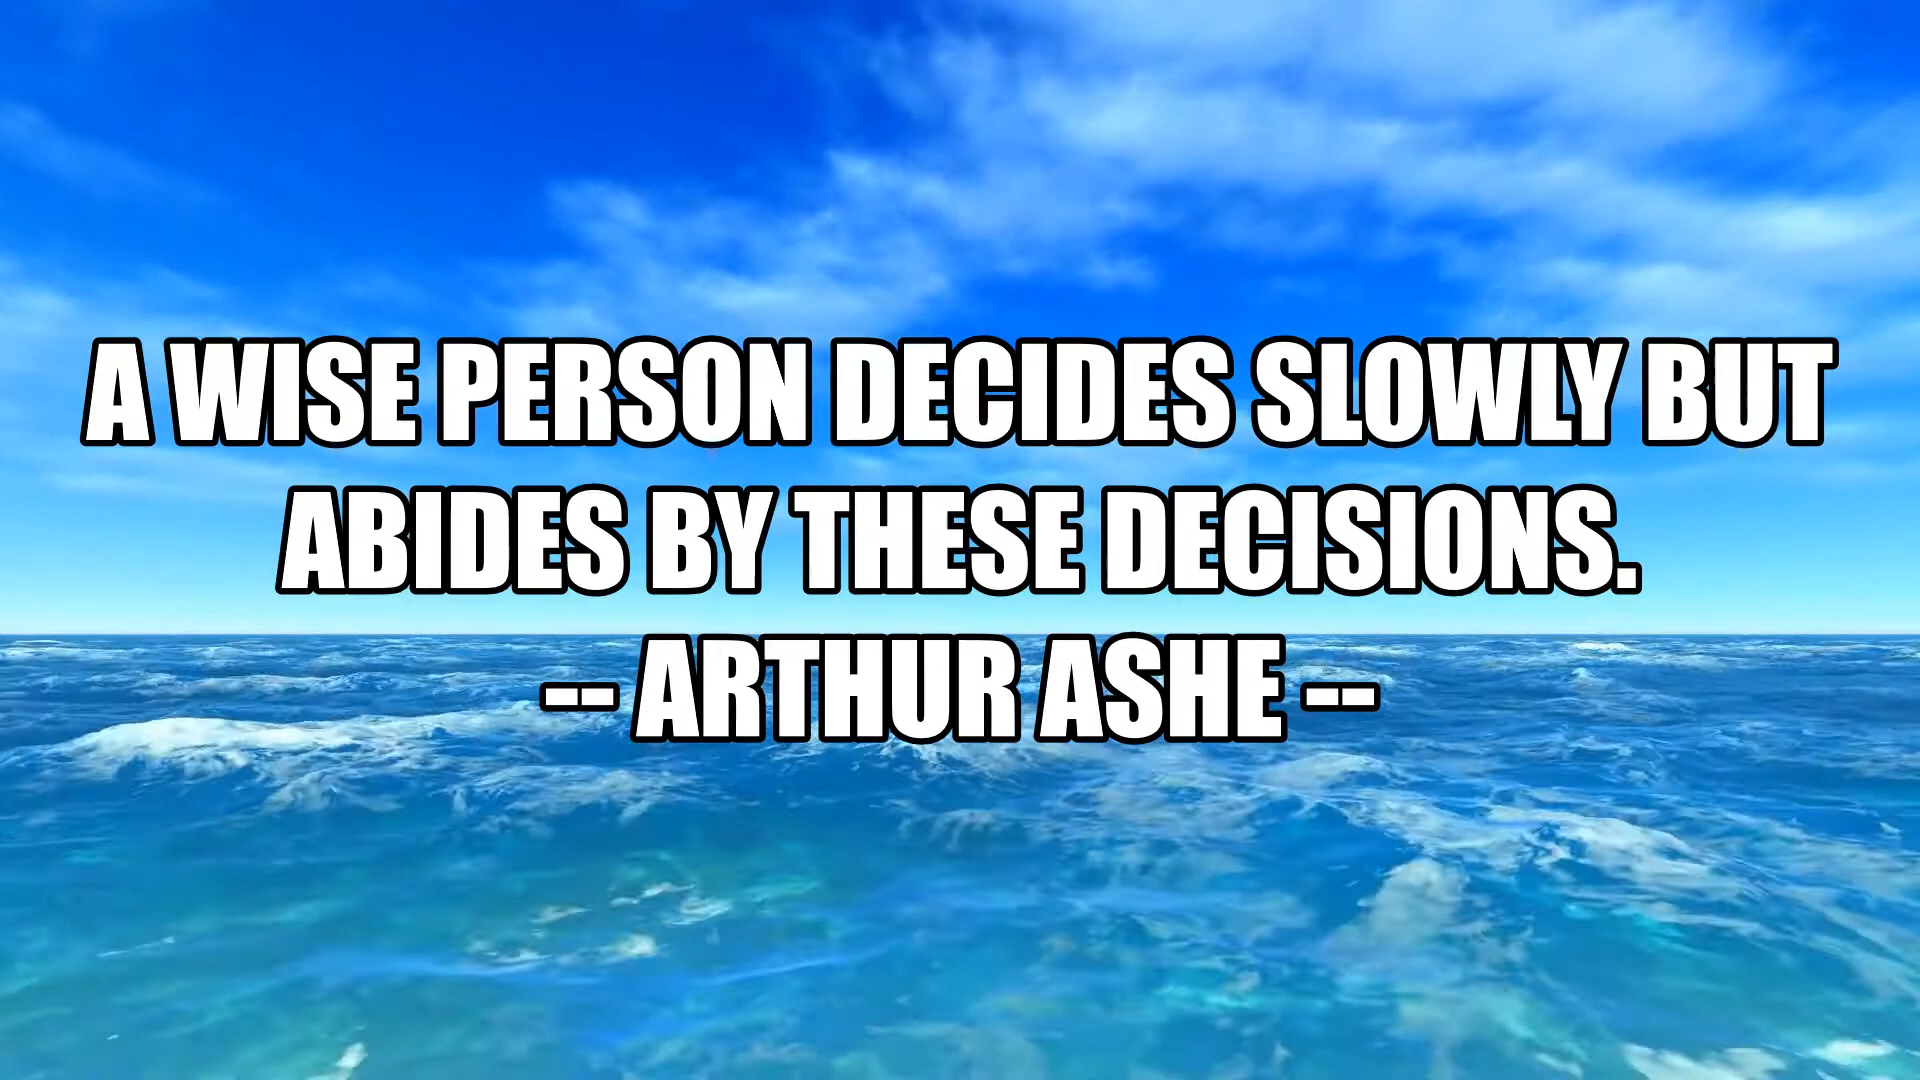 A WISE PERSON DECIDES SLOWLY BUT
ABIDES BY THESE DECISIONS.
-- ARTHUR ASHE --